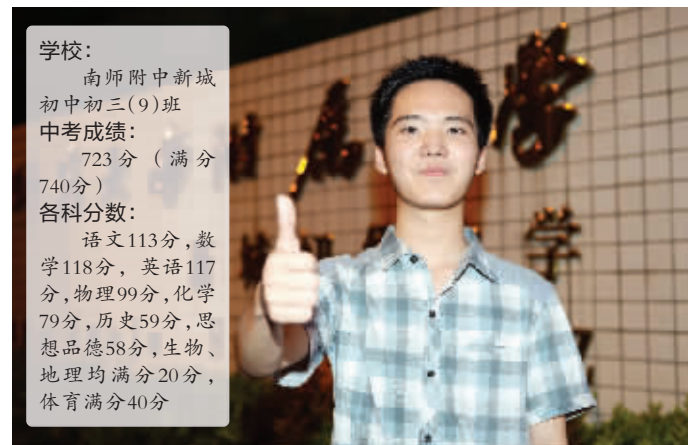 学校：
南师附中新城
初中初三（9）班
中考成绩：
723分（满分
740分）
各科分数：
语文113分，数
学118分，英语117
分，物理99分，化学
79分，历史59分，思
想品德58分，生物、
地理均满分20分，
体育满分40分